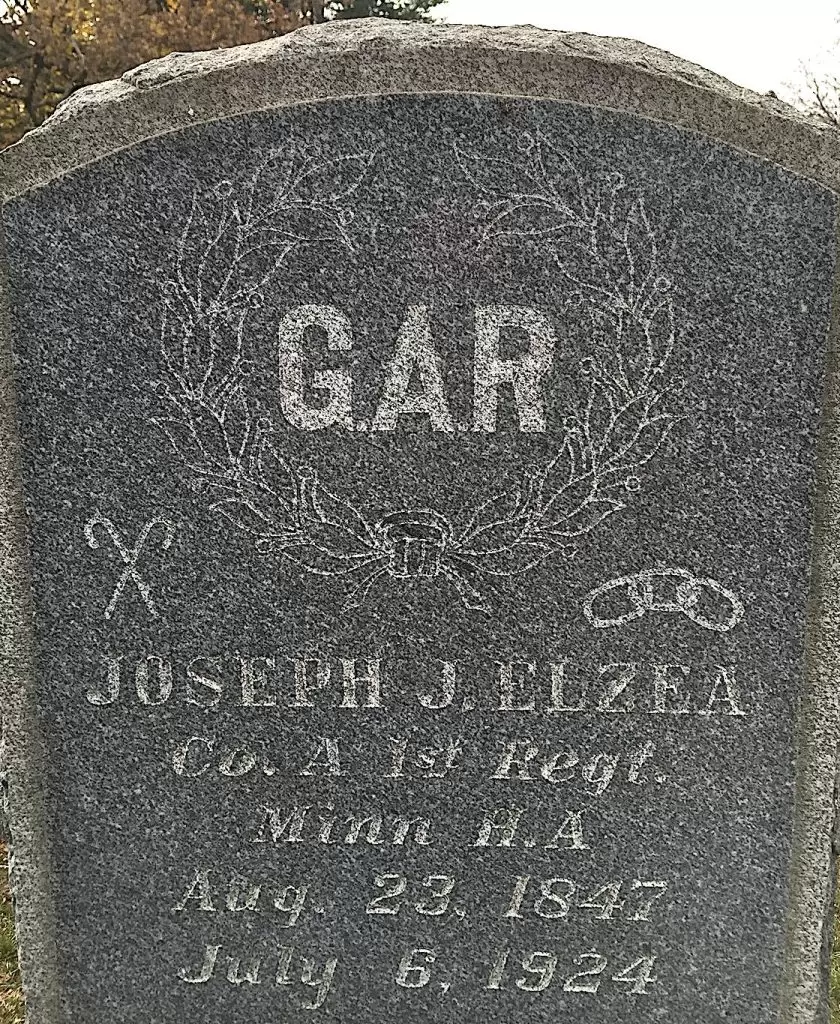 G.A.R
JOSEPH J. ELZEA
Co. A 1st Regt.
Minn H.A
Aug. 23, 1847
July 6, 1924